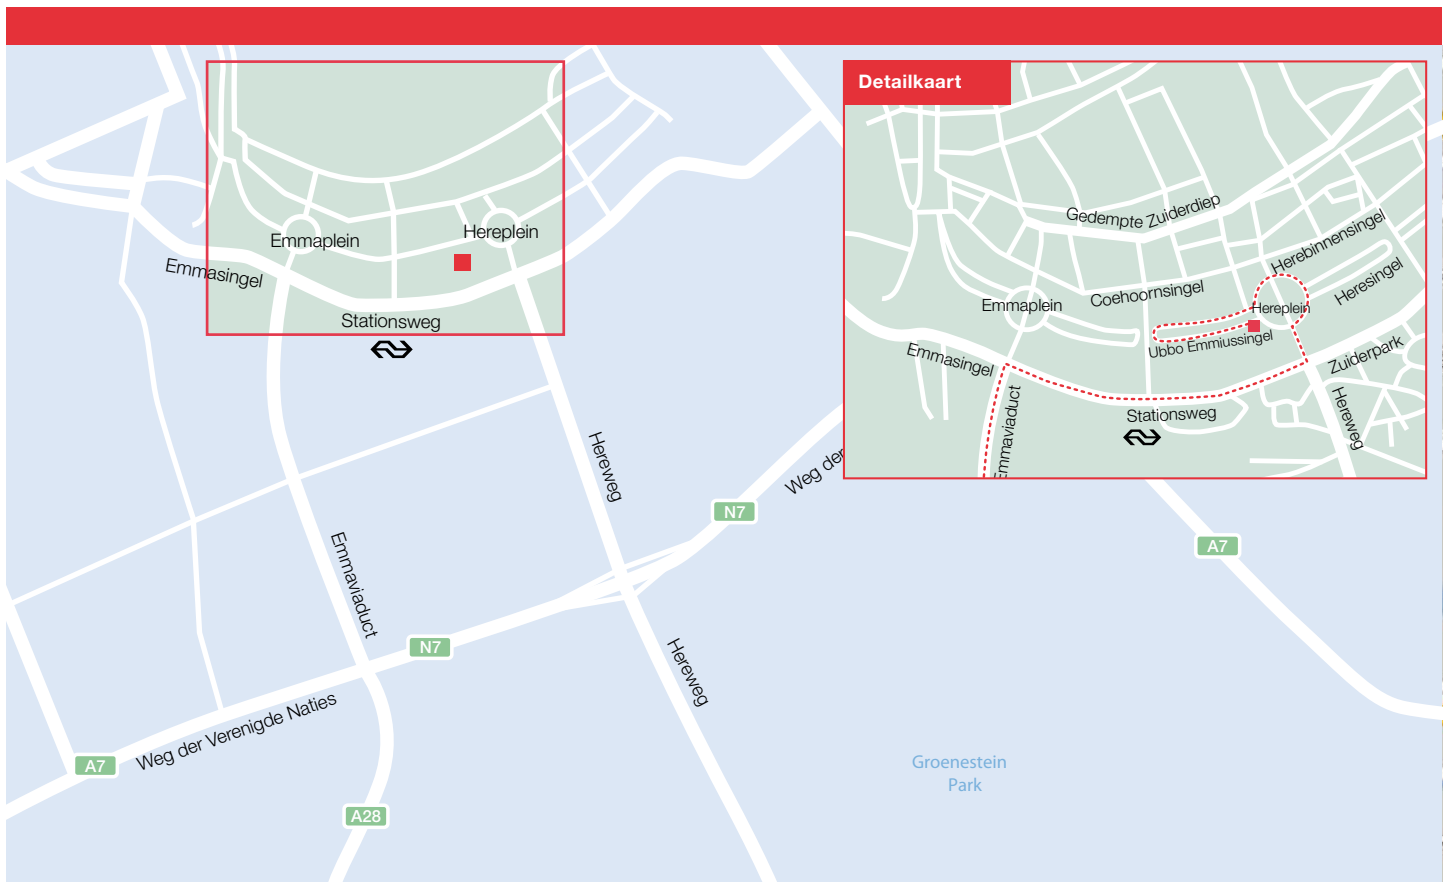 Detailkaart
Emmaplein
Hereplein
Emmasingel
Stationsweg
Hereweg
Emmaviaduct
Weg der
N7
N7
Hereweg
Weg der Verenigde Naties
A7
A28
A7
Groenestein
Park
Gedempte Zuiderdiep
Herebinnensingel
Heresingel
Coehoornsingel
Emmaplein
Hereplein
Ubbo Emmiussingel
Zuiderpark
Emmasingel
Stationsweg
Hereweg
Emmaviaduct